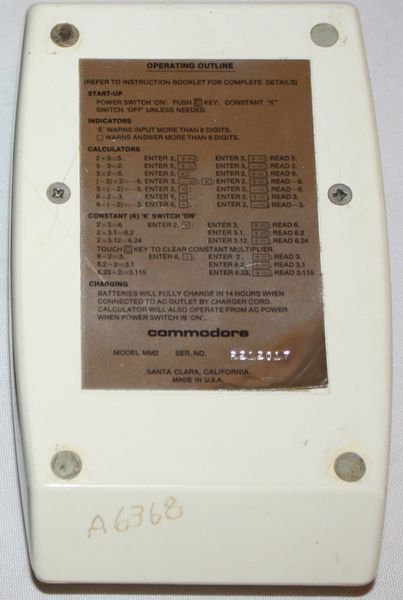 OPERATING OUTLINE
(REFER TO INSTRUCTION BOOKLET FOR COMPLETE DETAILS)
START-UP
POWER SWITCH 'ON'. PUSH C KEY. CONSTANT "K"
SWITCH 'OFF' UNLESS NEEDED.
INDICATORS
'E' WARNS INPUT MORE THAN 8 DIGITS.
WARNS ANSWER MORE THAN 8 DIGITS.
CALCULATORS
2+3=5. ENTER 2, ENTER 3, READ 5.
5-3=2. ENTER 5, ENTER 3, READ 2.
3×2=6. ENTER 3, ENTER 2, READ 6.
(-3)×2=-6. ENTER 3, ENTER 2, READ -6.
3×(-2)=-6. ENTER 3, ENTER 2, READ -6.
6÷2=3. ENTER 6, ENTER 2, READ 3.
6÷(-2)=-3. ENTER 6, ENTER 2, READ -3.
CONSTANT (K) 'K' SWITCH 'ON'
2×3=6 ENTER 2, ENTER 3, READ 6.
2×3.1=6.2 ENTER 3.1, READ 6.2
2×3.12=6.24 ENTER 3.12, READ 6.24
TOUCH C KEY TO CLEAR CONSTANT MULTIPLIER.
6÷2=3. ENTER 6, ENTER 2, READ 3.
6.2÷2=3.1 ENTER 6.2, READ 3.1
6.23÷2=3.115 ENTER 6.23, READ 3.115
CHARGING
BATTERIES WILL FULLY CHARGE IN 14 HOURS WHEN
CONNECTED TO AC OUTLET BY CHARGER CORD.
CALCULATOR WILL ALSO OPERATE FROM AC POWER
WHEN POWER SWITCH IS 'ON'.
commodore
MODEL MM2 SER. NO. R212017
SANTA CLARA, CALIFORNIA
MADE IN U.S.A.
A6368